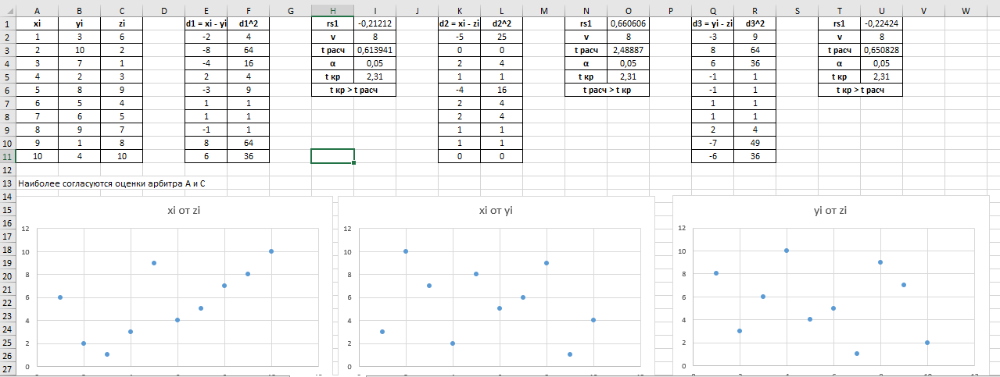 A B C D E F G H I J K L M N O P Q R S T U V W
1 xi yi zi d1 = xi - yi d1^2 rs1 -0,21212 d2 = xi - zi d2^2 rs1 0,660606 d3 = yi - zi d3^2 rs1 -0,22424
2 1 3 6 -2 4 v 8 -5 25 v 8 -3 9 v 8
3 2 10 2 -8 64 t расч 0,613941 0 0 t расч 2,48887 8 64 t расч 0,650828
4 3 7 1 -4 16 α 0,05 2 4 α 0,05 6 36 α 0,05
5 4 2 3 2 4 t кр 2,31 1 1 t кр 2,31 -1 1 t кр 2,31
6 5 8 9 -3 9 t кр > t расч -4 16 t расч > t кр -1 1 t кр > t расч
7 6 5 4 1 1 2 4 1 1
8 7 6 5 1 1 2 4 1 1
9 8 9 7 -1 1 1 1 2 4
10 9 1 8 8 64 1 1 -7 49
11 10 4 10 6 36 0 0 -6 36
12
13 Наиболее согласуются оценки арбитра А и С
14
15 xi от zi xi от yi yi от zi
16
17 12 12 12
18
19 10 10 10
20
21 8 8 8
22 6 6 6
23
24 4 4 4
25 2 2 2
26
27 0 0 0